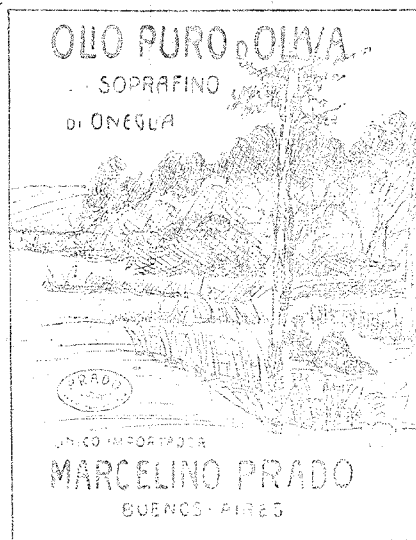 OLIO PURO D'OLIVA
SOPRAFINO
DI ONEGLIA
PRADO
UNICO IMPORTADOR
MARCELINO PRADO
BUENOS-AIRES